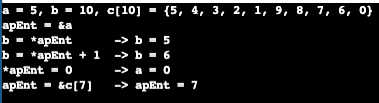 a = 5, b = 10, c[10] = {5, 4, 3, 2, 1, 9, 8, 7, 6, 0}
apEnt = &a
b = *apEnt -> b = 5
b = *apEnt + 1 -> b = 6
*apEnt = 0 -> a = 0
apEnt = &c[7] -> apEnt = 7